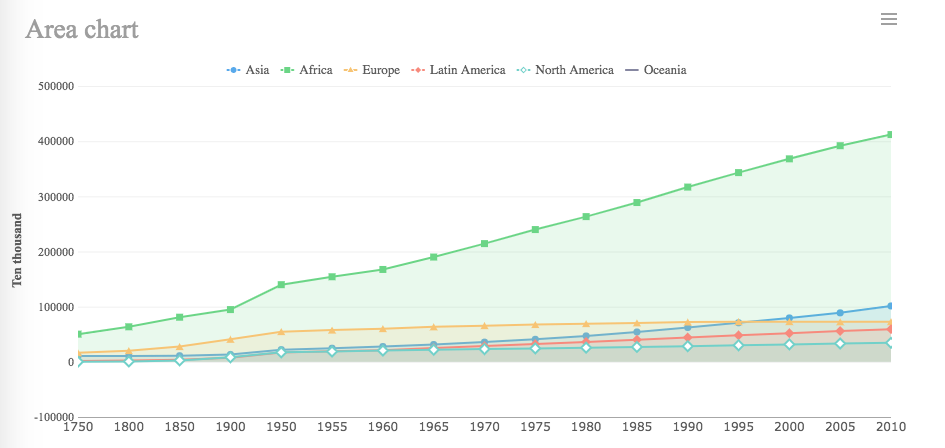 Area chart
Asia Africa Europe Latin America North America Oceania
Ten thousand
500000
400000
300000
200000
100000
0
-100000
1750 1800 1850 1900 1950 1955 1960 1965 1970 1975 1980 1985 1990 1995 2000 2005 2010